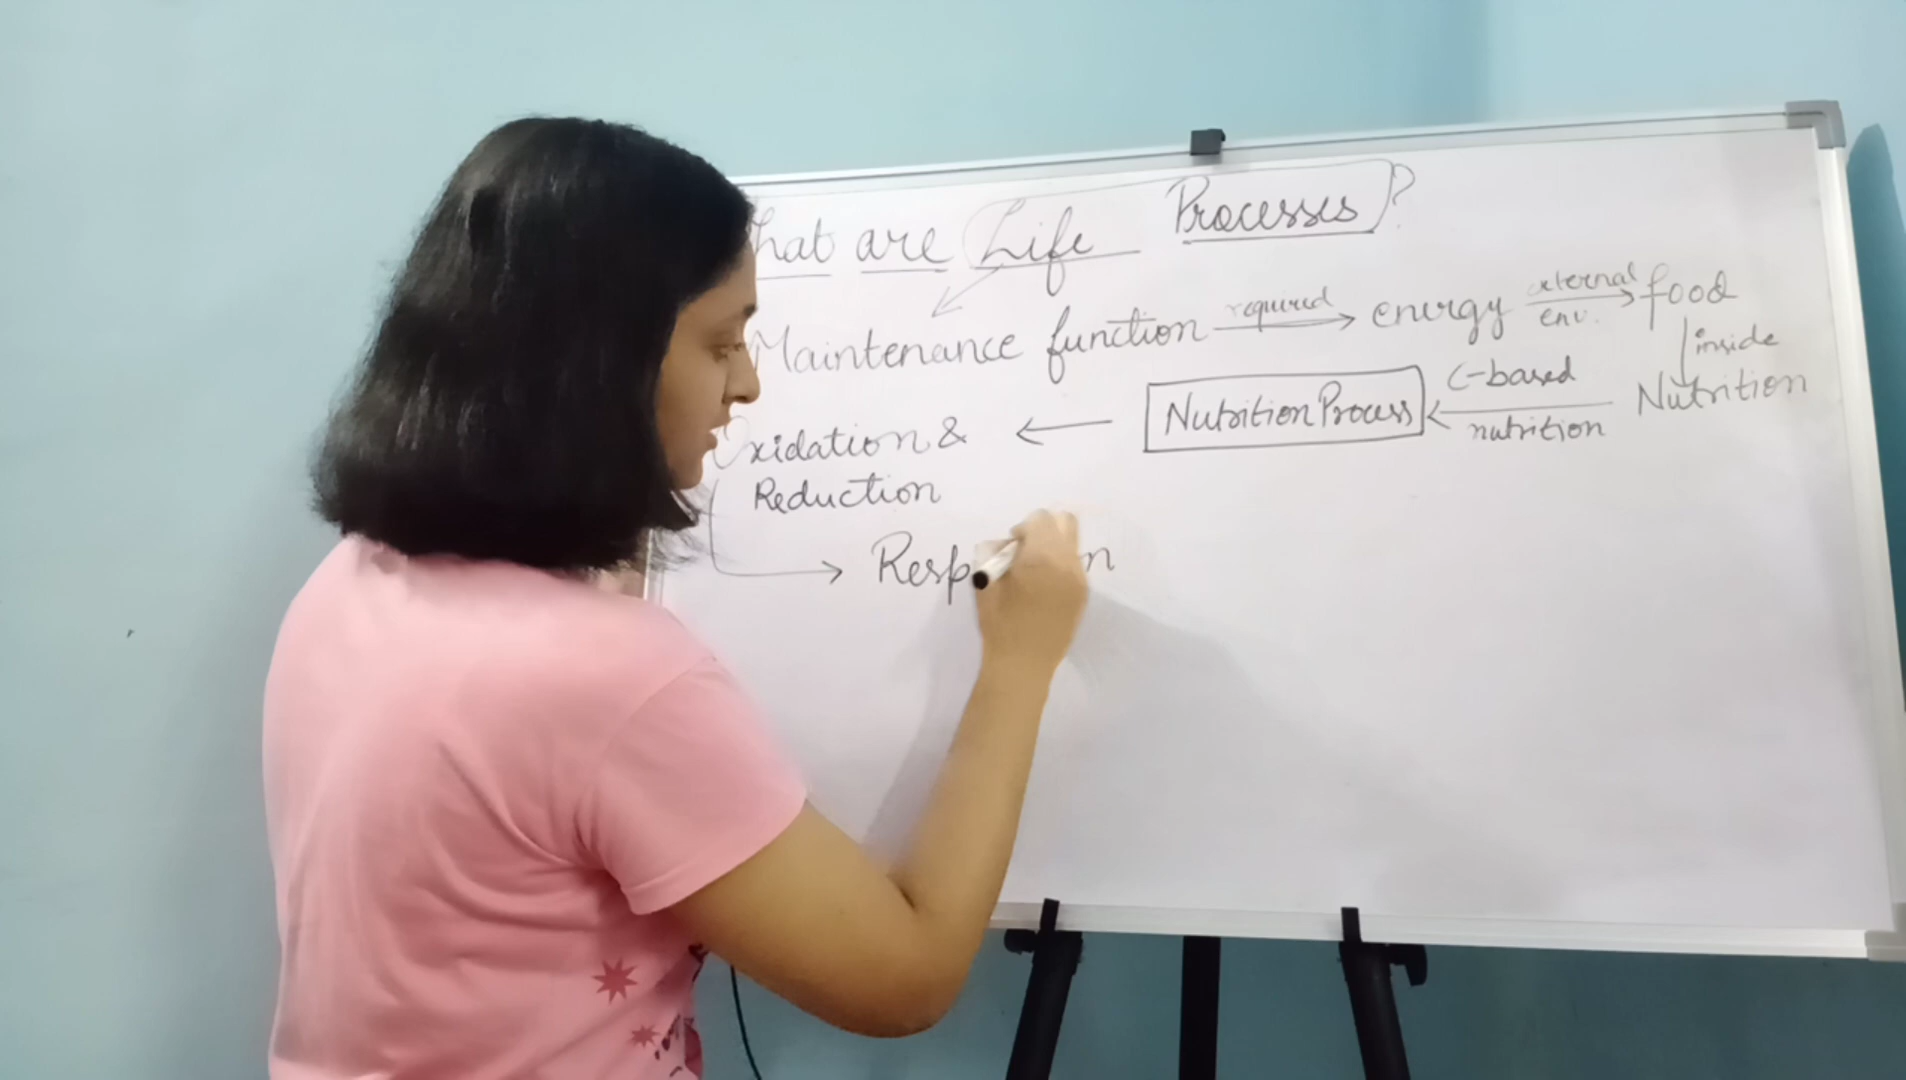 hat are Life Processes ?
Maintenance function required energy external env. food
inside
Nutrition C-based nutrition Nutrition Process
Oxidation &
Reduction
Resp n